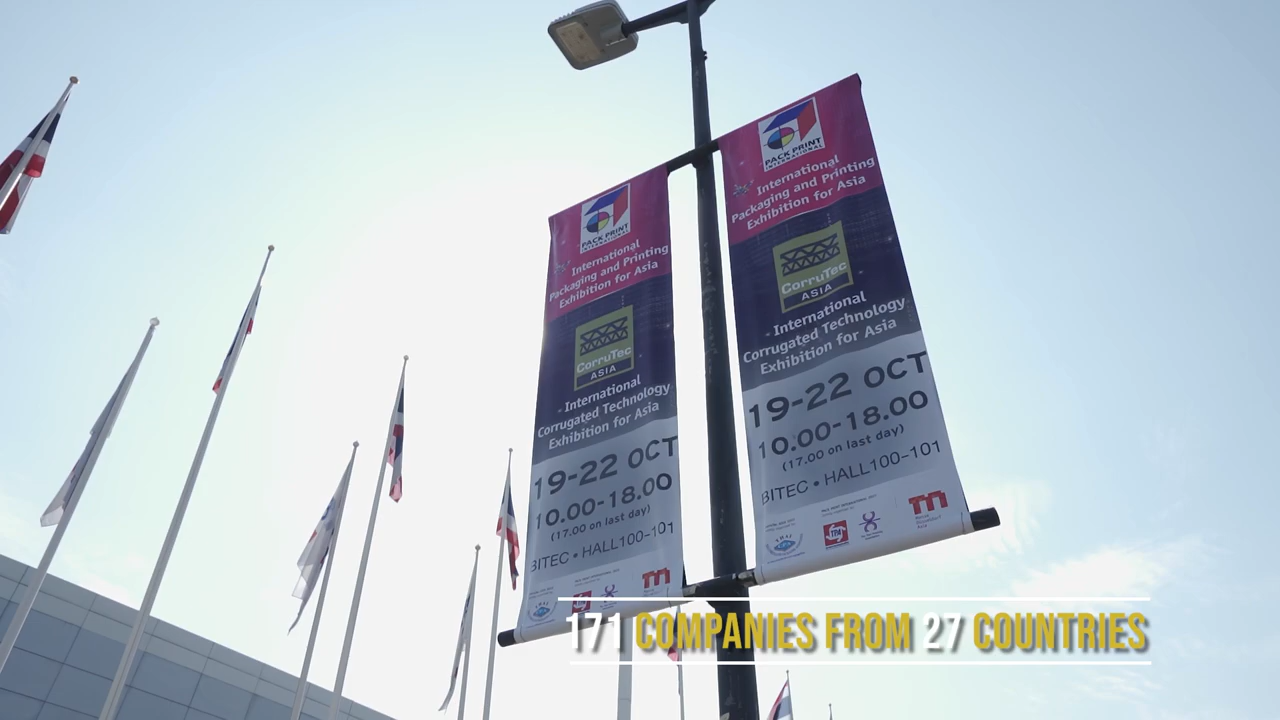 PACK PRINT
INTERNATIONAL
International
Packaging and Printing
Exhibition for Asia
CorruTec
ASIA
International
Corrugated Technology
Exhibition for Asia
19-22 OCT
10.00-18.00
(17.00 on last day)
BITEC • HALL100-101
PACK PRINT
INTERNATIONAL
International
Packaging and Printing
Exhibition for Asia
CorruTec
ASIA
International
Corrugated Technology
Exhibition for Asia
19-22 OCT
10.00-18.00
(17.00 on last day)
BITEC • HALL100-101
171 COMPANIES FROM 27 COUNTRIES